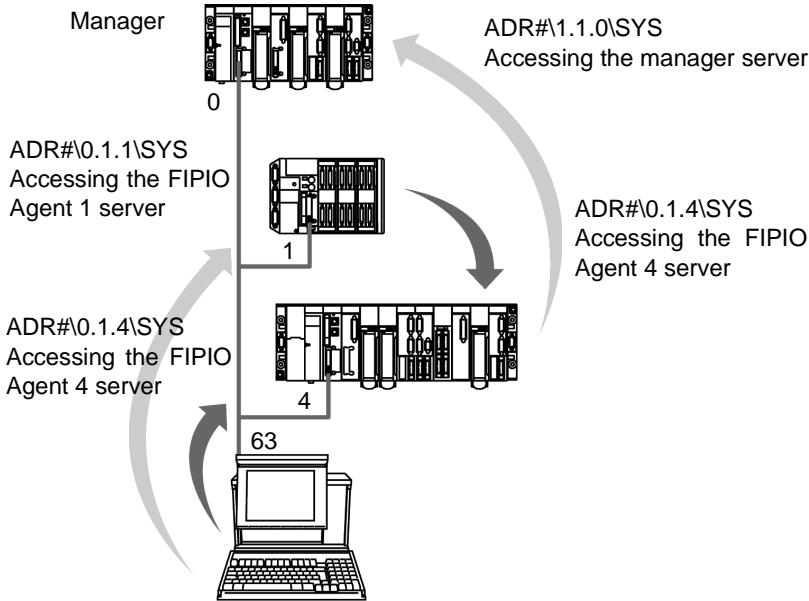 Manager
ADR#\1.1.0\SYS
Accessing the manager server
0
ADR#\0.1.1\SYS
Accessing the FIPIO
Agent 1 server
1
ADR#\0.1.4\SYS
Accessing the FIPIO
Agent 4 server
ADR#\0.1.4\SYS
Accessing the FIPIO
Agent 4 server
4
63